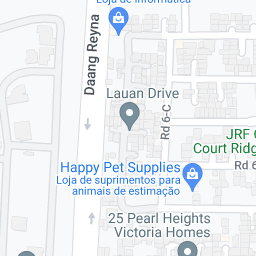 Loja de informática
Daang Reyna
Lauan Drive
Rd 6-C
JRF
Court Ridg
Rd 6
Happy Pet Supplies
Loja de suprimentos para
animais de estimação
25 Pearl Heights
Victoria Homes